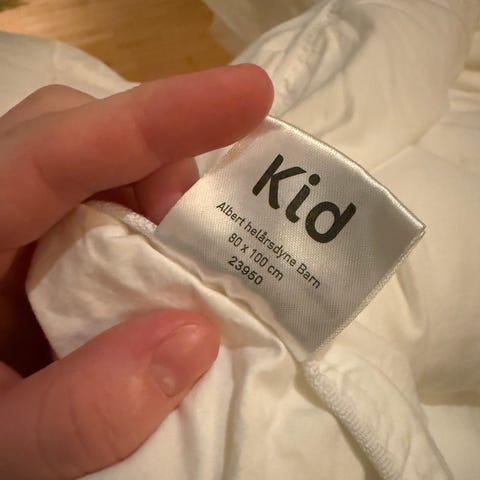 Kid
Albert helårsdyne Barn
80 x 100 cm
23950